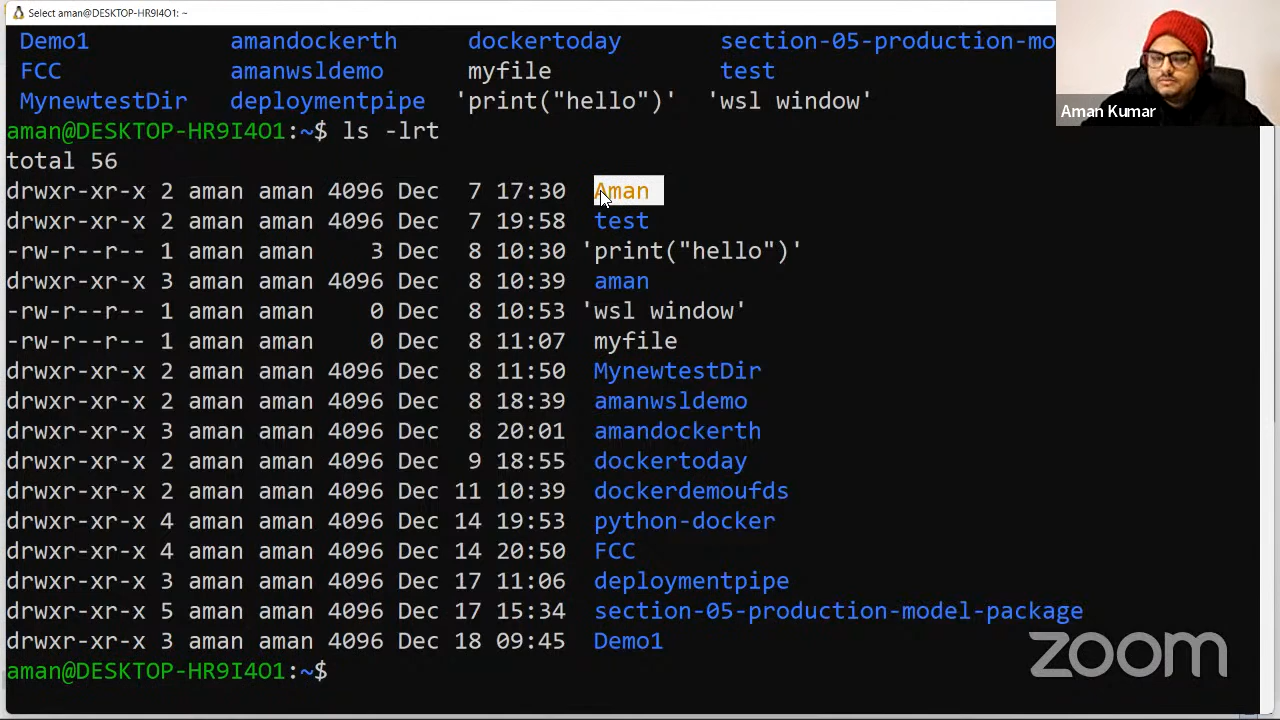 Select aman@DESKTOP-HR9I4O1: ~
Demo1 amandockerth dockertoday section-05-production-mo
FCC amanwsldemo myfile test
MynewtestDir deploymentpipe 'print("hello")' 'wsl window'
aman@DESKTOP-HR9I4O1:~$ ls -lrt
total 56
drwxr-xr-x 2 aman aman 4096 Dec 7 17:30 Aman
drwxr-xr-x 2 aman aman 4096 Dec 7 19:58 test
-rw-r--r-- 1 aman aman 3 Dec 8 10:30 'print("hello")'
drwxr-xr-x 3 aman aman 4096 Dec 8 10:39 aman
-rw-r--r-- 1 aman aman 0 Dec 8 10:53 'wsl window'
-rw-r--r-- 1 aman aman 0 Dec 8 11:07 myfile
drwxr-xr-x 2 aman aman 4096 Dec 8 11:50 MynewtestDir
drwxr-xr-x 2 aman aman 4096 Dec 8 18:39 amanwsldemo
drwxr-xr-x 3 aman aman 4096 Dec 8 20:01 amandockerth
drwxr-xr-x 2 aman aman 4096 Dec 9 18:55 dockertoday
drwxr-xr-x 2 aman aman 4096 Dec 11 10:39 dockerdemoufds
drwxr-xr-x 4 aman aman 4096 Dec 14 19:53 python-docker
drwxr-xr-x 4 aman aman 4096 Dec 14 20:50 FCC
drwxr-xr-x 3 aman aman 4096 Dec 17 11:06 deploymentpipe
drwxr-xr-x 5 aman aman 4096 Dec 17 15:34 section-05-production-model-package
drwxr-xr-x 3 aman aman 4096 Dec 18 09:45 Demo1
aman@DESKTOP-HR9I4O1:~$
Aman Kumar
zoom